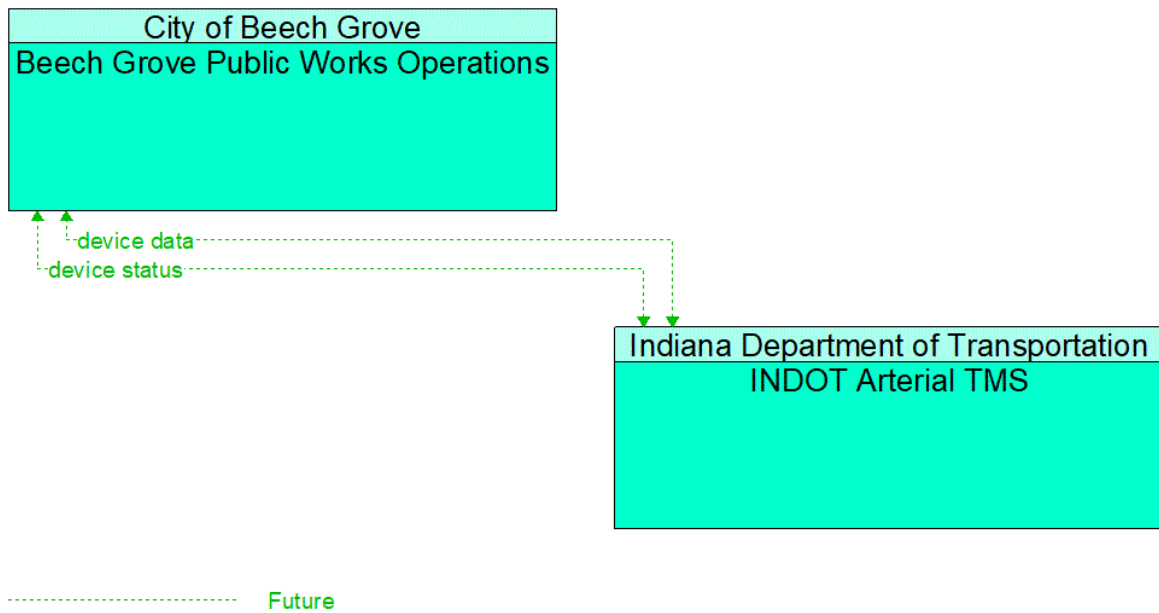 City of Beech Grove
Beech Grove Public Works Operations
device data
device status
Indiana Department of Transportation
INDOT Arterial TMS
Future